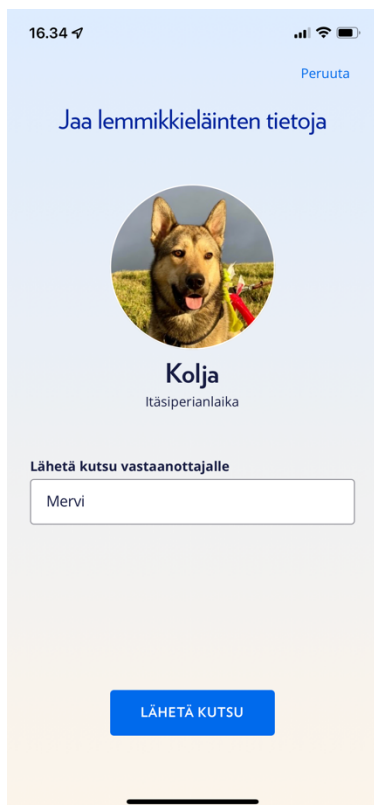 16.34
Peruuta
Jaa lemmikkieläinten tietoja
Kolja
Itäsiperianlaika
Lähetä kutsu vastaanottajalle
Mervi
LÄHETÄ KUTSU